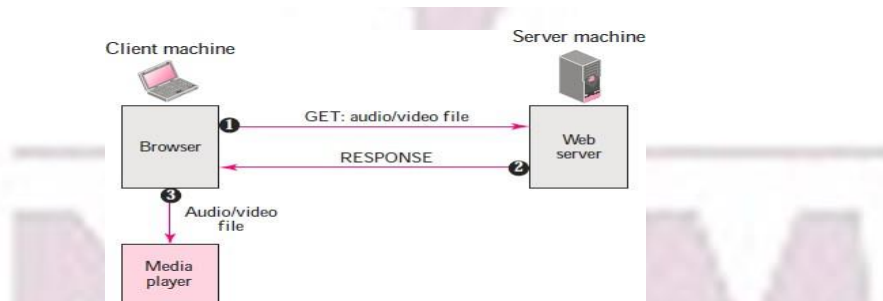 Client machine
Server machine
1
GET: audio/video file
Browser
Web
server
RESPONSE
2
3
Audio/video
file
Media
player